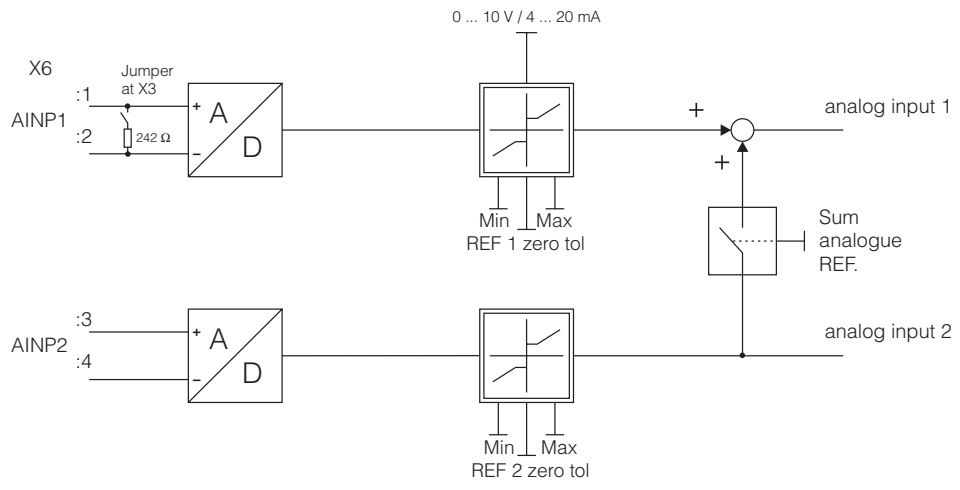 0 ... 10 V / 4 ... 20 mA
X6
Jumper
at X3
:1
AINP1
:2
242 Ω
+
−
A
D
Min
Max
REF 1 zero tol
+
+
analog input 1
Sum
analogue
REF.
:3
AINP2
:4
+
−
A
D
Min
Max
REF 2 zero tol
analog input 2